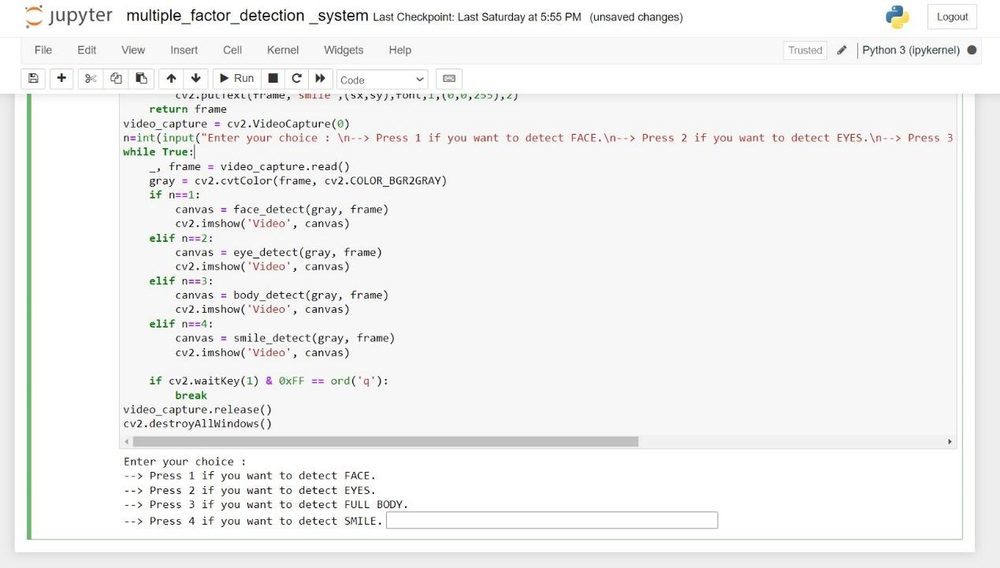 jupyter multiple_factor_detection _system Last Checkpoint: Last Saturday at 5:55 PM (unsaved changes) Logout
File Edit View Insert Cell Kernel Widgets Help Trusted Python 3 (ipykernel)
Run Code
cv2.putText(frame,"smile",(sx,sy),font,1,(0,0,255),2)
return frame
video_capture = cv2.VideoCapture(0)
n=int(input("Enter your choice : \n--> Press 1 if you want to detect FACE.\n--> Press 2 if you want to detect EYES.\n--> Press 3
while True:
_, frame = video_capture.read()
gray = cv2.cvtColor(frame, cv2.COLOR_BGR2GRAY)
if n==1:
canvas = face_detect(gray, frame)
cv2.imshow('Video', canvas)
elif n==2:
canvas = eye_detect(gray, frame)
cv2.imshow('Video', canvas)
elif n==3:
canvas = body_detect(gray, frame)
cv2.imshow('Video', canvas)
elif n==4:
canvas = smile_detect(gray, frame)
cv2.imshow('Video', canvas)
if cv2.waitKey(1) & 0xFF == ord('q'):
break
video_capture.release()
cv2.destroyAllWindows()
Enter your choice :
--> Press 1 if you want to detect FACE.
--> Press 2 if you want to detect EYES.
--> Press 3 if you want to detect FULL BODY.
--> Press 4 if you want to detect SMILE.